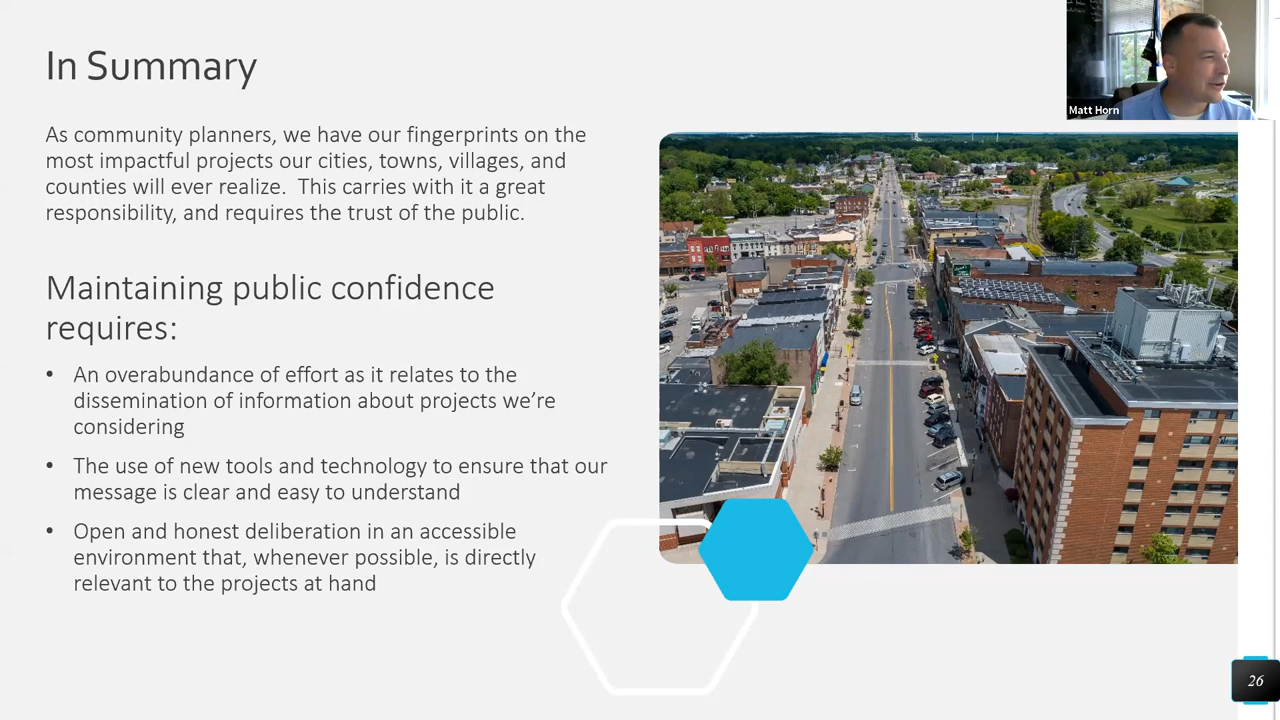 In Summary
As community planners, we have our fingerprints on the
most impactful projects our cities, towns, villages, and
counties will ever realize.  This carries with it a great
responsibility, and requires the trust of the public.
Maintaining public confidence
requires:
• An overabundance of effort as it relates to the
dissemination of information about projects we’re
considering
• The use of new tools and technology to ensure that our
message is clear and easy to understand
• Open and honest deliberation in an accessible
environment that, whenever possible, is directly
relevant to the projects at hand
Matt Horn
26